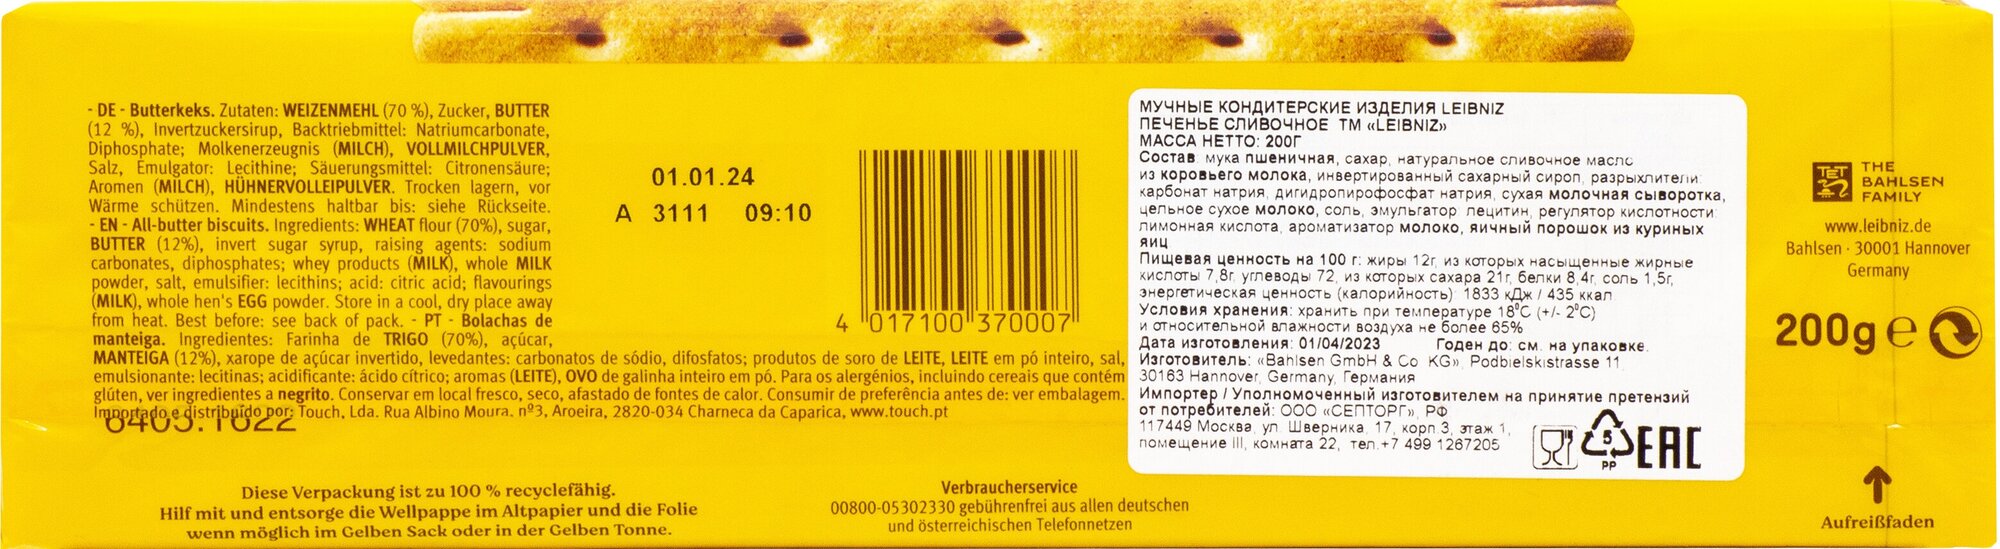 - DE - Butterkeks. Zutaten: WEIZENMEHL (70 %), Zucker, BUTTER
(12 %), Invertzuckersirup, Backtriebmittel: Natriumcarbonate,
Diphosphate; Molkenerzeugnis (MILCH), VOLLMILCHPULVER,
Salz, Emulgator: Lecithine; Säuerungsmittel: Citronensäure;
Aromen (MILCH), HÜHNERVOLLEIPULVER. Trocken lagern, vor
Wärme schützen. Mindestens haltbar bis: siehe Rückseite.
- EN - All-butter biscuits. Ingredients: WHEAT flour (70%), sugar,
BUTTER (12%), invert sugar syrup, raising agents: sodium
carbonates, diphosphates; whey products (MILK), whole MILK
powder, salt, emulsifier: lecithins; acid: citric acid; flavourings
(MILK), whole hen's EGG powder. Store in a cool, dry place away
from heat. Best before: see back of pack. - PT - Bolachas de
manteiga. Ingredientes: Farinha de TRIGO (70%), açúcar,
MANTEIGA (12%), xarope de açúcar invertido, levedantes: carbonatos de sódio, difosfatos; produtos de soro de LEITE, LEITE em pó inteiro, sal,
emulsionante: lecitinas; acidificante: ácido cítrico; aromas (LEITE), OVO de galinha inteiro em pó. Para os alergénios, incluindo cereais que contém
glúten, ver ingredientes a negrito. Conservar em local fresco, seco, afastado de fontes de calor. Consumir de preferência antes de: ver embalagem.
Importado e distribuído por: Touch, Lda. Rua Albino Moura, nº3, Aroeira, 2820-034 Charneca da Caparica, www.touch.pt
6405.1622
Diese Verpackung ist zu 100 % recyclefähig.
Hilf mit und entsorge die Wellpappe im Altpapier und die Folie
wenn möglich im Gelben Sack oder in der Gelben Tonne.
01.01.24
A 3111 09:10
4 017100 370007
Verbraucherservice
00800-05302330 gebührenfrei aus allen deutschen
und österreichischen Telefonnetzen
МУЧНЫЕ КОНДИТЕРСКИЕ ИЗДЕЛИЯ LEIBNIZ
ПЕЧЕНЬЕ СЛИВОЧНОЕ ТМ «LEIBNIZ»
МАССА НЕТТО: 200Г
Состав: мука пшеничная, сахар, натуральное сливочное масло
из коровьего молока, инвертированный сахарный сироп, разрыхлители:
карбонат натрия, дигидропирофосфат натрия, сухая молочная сыворотка,
цельное сухое молоко, соль, эмульгатор: лецитин, регулятор кислотности:
лимонная кислота, ароматизатор молоко, яичный порошок из куриных
яиц
Пищевая ценность на 100 г: жиры 12г, из которых насыщенные жирные
кислоты 7,8г, углеводы 72, из которых сахара 21г, белки 8,4г, соль 1,5г,
энергетическая ценность (калорийность): 1833 кДж / 435 ккал
Условия хранения: хранить при температуре 18⁰С (+/- 2⁰С)
и относительной влажности воздуха не более 65%
Дата изготовления: 01/04/2023 Годен до: см. на упаковке.
Изготовитель: «Bahlsen GmbH & Co. KG», Podbielskistrasse 11,
30163 Hannover, Germany, Германия
Импортер / Уполномоченный изготовителем на принятие претензий
от потребителей: ООО «СЕПТОРГ», РФ
117449 Москва, ул. Шверника, 17, корп.3, этаж 1,
помещение III, комната 22, тел.+7 499 1267205
5
PP
EAC
TET
THE
BAHLSEN
FAMILY
www.leibniz.de
Bahlsen · 30001 Hannover
Germany
200g e
Aufreißfaden